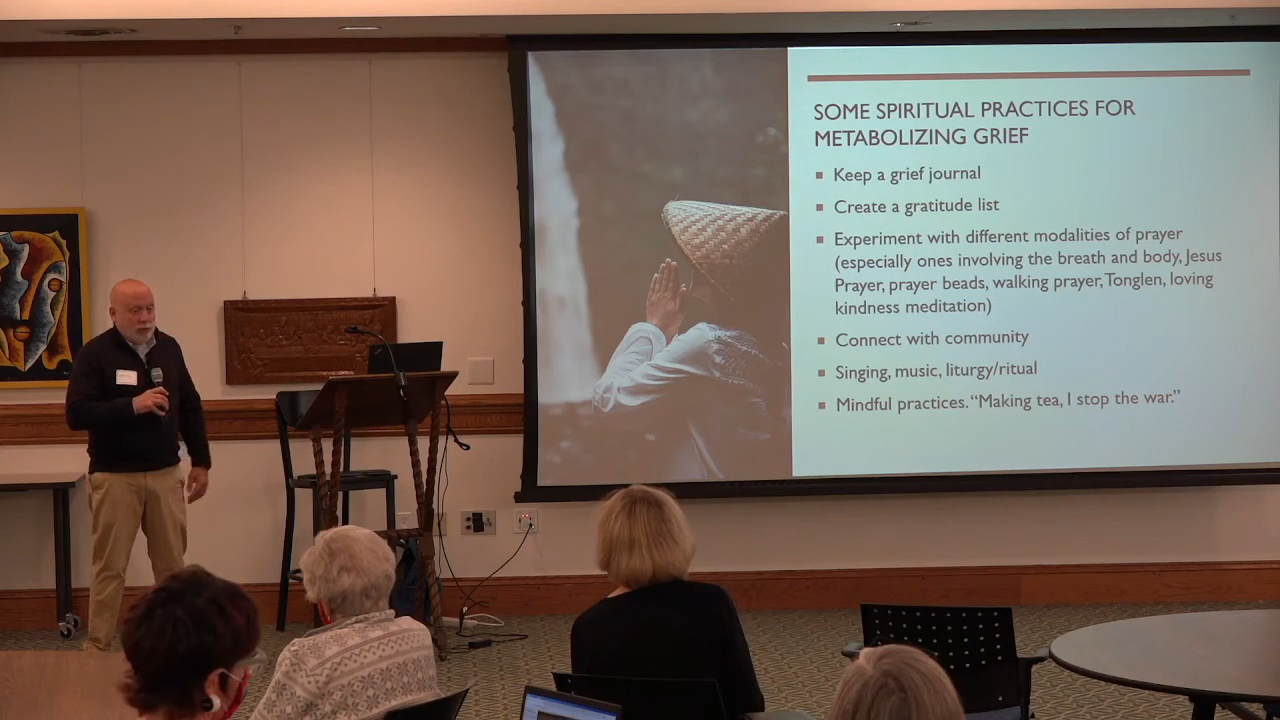 SOME SPIRITUAL PRACTICES FOR
METABOLIZING GRIEF
▪ Keep a grief journal
▪ Create a gratitude list
▪ Experiment with different modalities of prayer
(especially ones involving the breath and body, Jesus
Prayer, prayer beads, walking prayer, Tonglen, loving
kindness meditation)
▪ Connect with community
▪ Singing, music, liturgy/ritual
▪ Mindful practices. “Making tea, I stop the war.”